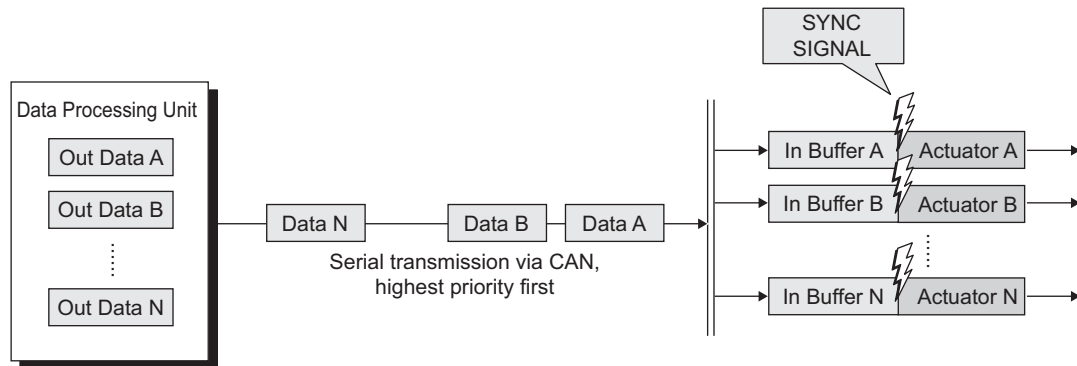 SYNC
SIGNAL
Data Processing Unit
Out Data A
Out Data B
Out Data N
Data N
Data B
Data A
Serial transmission via CAN,
highest priority first
In Buffer A
Actuator A
In Buffer B
Actuator B
In Buffer N
Actuator N